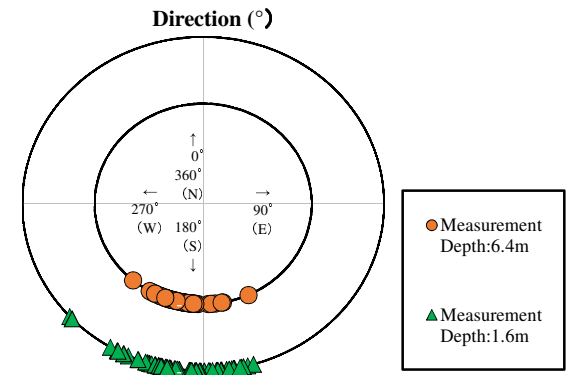 Direction (°)
↑
0°
360°
(N)
←
→
270°
90°
(W)
180°
(E)
(S)
↓
Measurement
Depth:6.4m
Measurement
Depth:1.6m